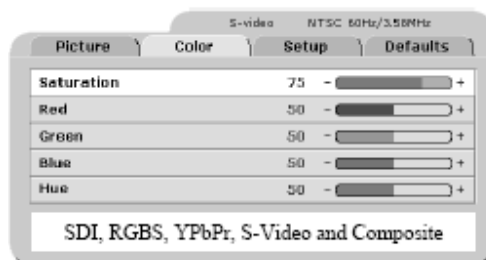 S-video NTSC 60Hz/3.58MHz
Picture Color Setup Defaults
Saturation 75 - +
Red 50 - +
Green 50 - +
Blue 50 - +
Hue 50 - +
SDI, RGBS, YPbPr, S-Video and Composite